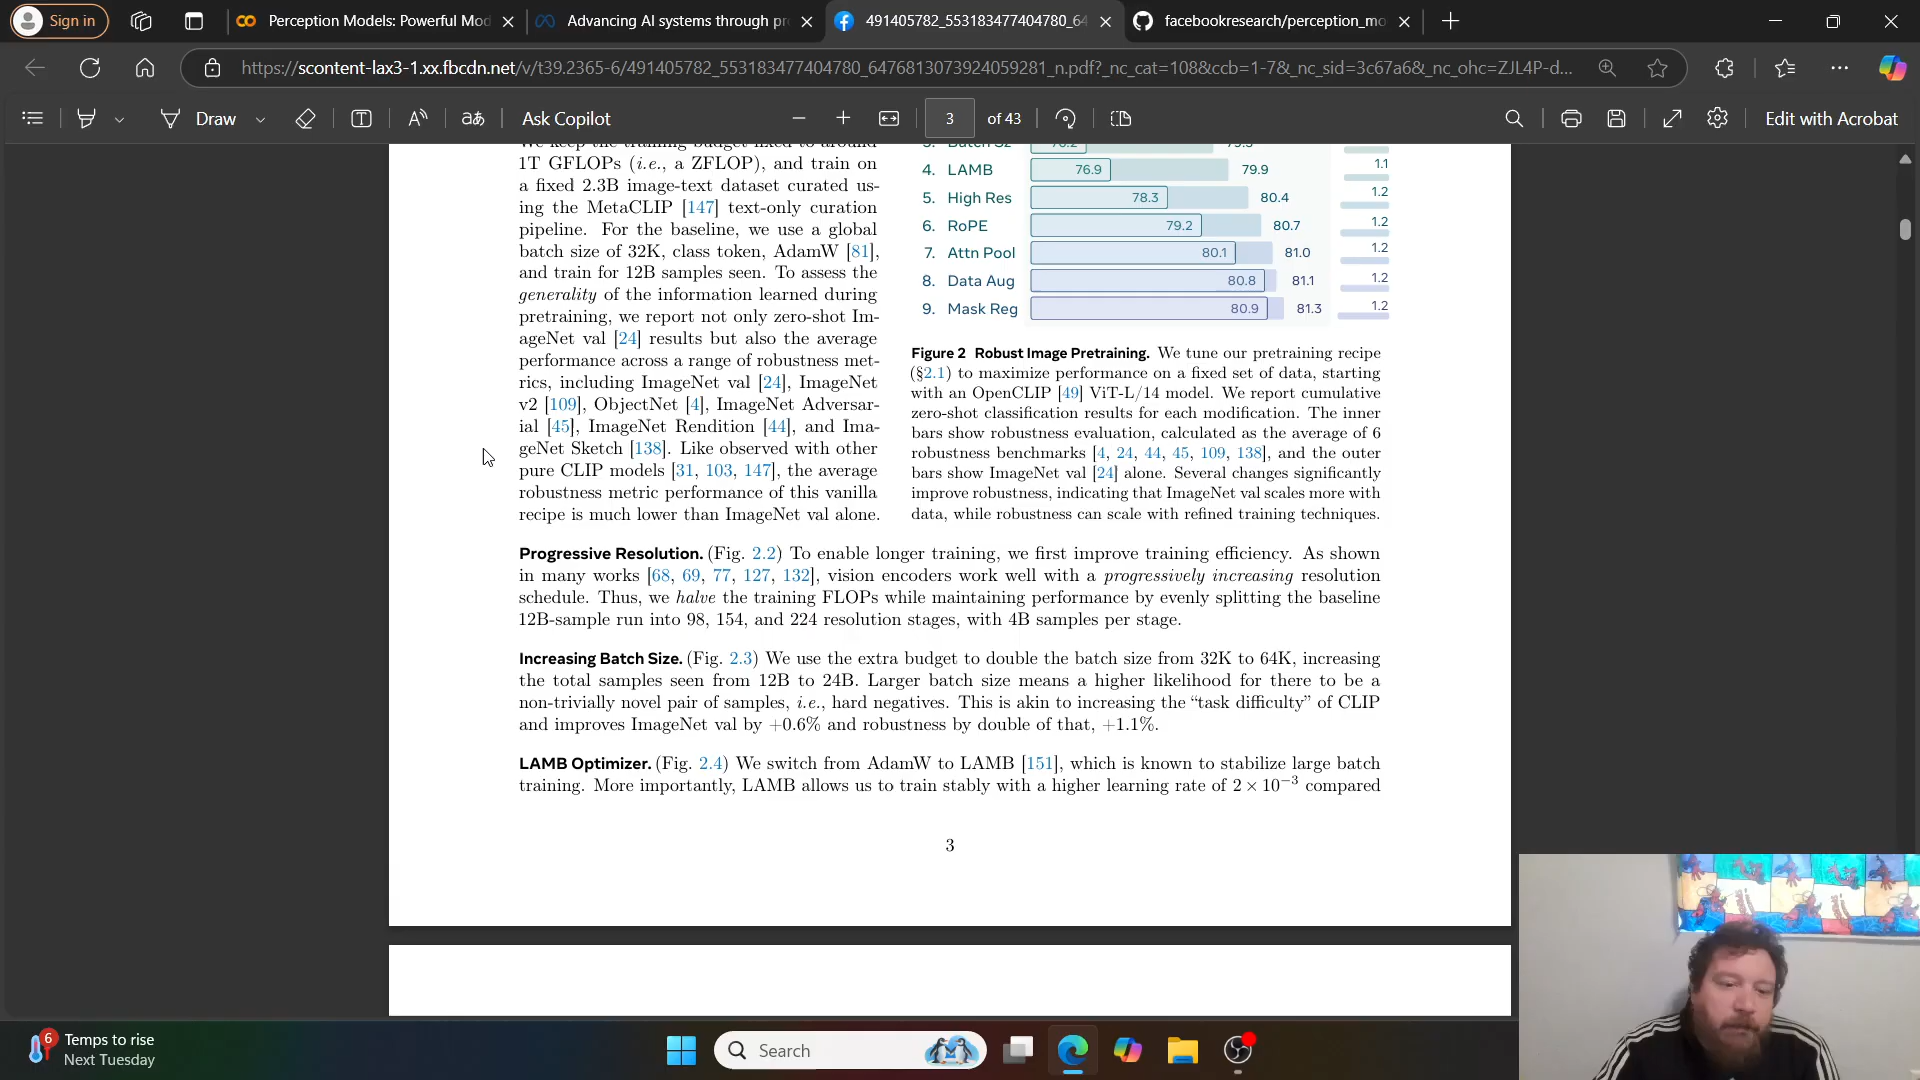 Sign in
Perception Models: Powerful Mod
Advancing AI systems through pr
491405782_553183477404780_64
facebookresearch/perception_mo
https://scontent-lax3-1.xx.fbcdn.net/v/t39.2365-6/491405782_553183477404780_6476813073924059281_n.pdf?_nc_cat=108&ccb=1-7&_nc_sid=3c67a6&_nc_ohc=ZJL4P-d...
Draw
aあ
Ask Copilot
3 of 43
Edit with Acrobat
We keep the training budget fixed to around
1T GFLOPs (i.e., a ZFLOP), and train on
a fixed 2.3B image-text dataset curated us-
ing the MetaCLIP [147] text-only curation
pipeline. For the baseline, we use a global
batch size of 32K, class token, AdamW [81],
and train for 12B samples seen. To assess the
generality of the information learned during
pretraining, we report not only zero-shot Im-
ageNet val [24] results but also the average
performance across a range of robustness met-
rics, including ImageNet val [24], ImageNet
v2 [109], ObjectNet [4], ImageNet Adversar-
ial [45], ImageNet Rendition [44], and Ima-
geNet Sketch [138]. Like observed with other
pure CLIP models [31, 103, 147], the average
robustness metric performance of this vanilla
recipe is much lower than ImageNet val alone.
3. Batch Sz 76.2 79.5
4. LAMB 76.9 79.9 1.1
5. High Res 78.3 80.4 1.2
6. RoPE 79.2 80.7 1.2
7. Attn Pool 80.1 81.0 1.2
8. Data Aug 80.8 81.1 1.2
9. Mask Reg 80.9 81.3 1.2
Figure 2 Robust Image Pretraining. We tune our pretraining recipe
(§2.1) to maximize performance on a fixed set of data, starting
with an OpenCLIP [49] ViT-L/14 model. We report cumulative
zero-shot classification results for each modification. The inner
bars show robustness evaluation, calculated as the average of 6
robustness benchmarks [4, 24, 44, 45, 109, 138], and the outer
bars show ImageNet val [24] alone. Several changes significantly
improve robustness, indicating that ImageNet val scales more with
data, while robustness can scale with refined training techniques.
Progressive Resolution. (Fig. 2.2) To enable longer training, we first improve training efficiency. As shown
in many works [68, 69, 77, 127, 132], vision encoders work well with a progressively increasing resolution
schedule. Thus, we halve the training FLOPs while maintaining performance by evenly splitting the baseline
12B-sample run into 98, 154, and 224 resolution stages, with 4B samples per stage.
Increasing Batch Size. (Fig. 2.3) We use the extra budget to double the batch size from 32K to 64K, increasing
the total samples seen from 12B to 24B. Larger batch size means a higher likelihood for there to be a
non-trivially novel pair of samples, i.e., hard negatives. This is akin to increasing the “task difficulty” of CLIP
and improves ImageNet val by +0.6% and robustness by double of that, +1.1%.
LAMB Optimizer. (Fig. 2.4) We switch from AdamW to LAMB [151], which is known to stabilize large batch
training. More importantly, LAMB allows us to train stably with a higher learning rate of 2 × 10⁻³ compared
3
6
Temps to rise
Next Tuesday
Search